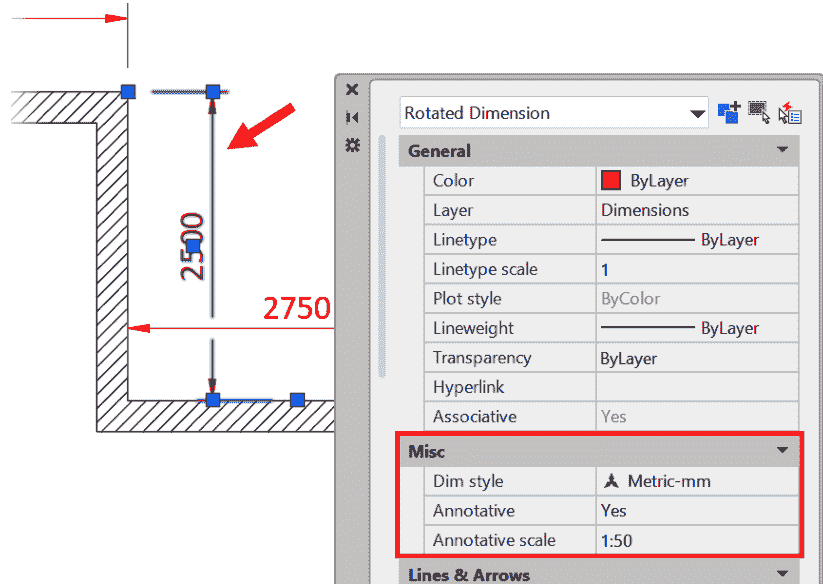 2500
2750
Rotated Dimension
General
Color ByLayer
Layer Dimensions
Linetype ByLayer
Linetype scale 1
Plot style ByColor
Lineweight ByLayer
Transparency ByLayer
Hyperlink
Associative Yes
Misc
Dim style Metric-mm
Annotative Yes
Annotative scale 1:50
Lines & Arrows